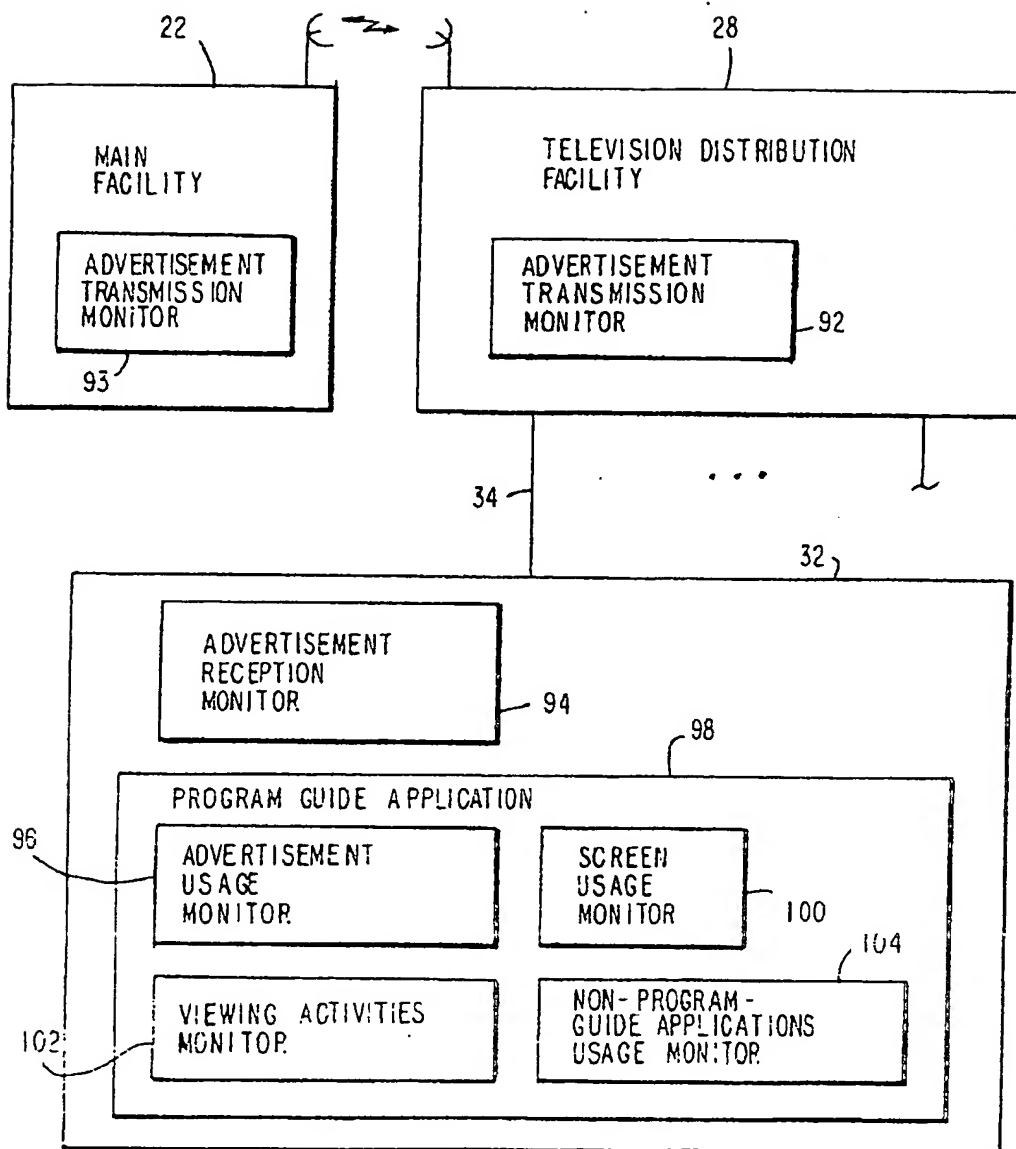 22
28
MAIN
FACILITY
TELEVISION DISTRIBUTION
FACILITY
ADVERTISEMENT
TRANSMISSION
MONITOR
93
ADVERTISEMENT
TRANSMISSION
MONITOR
92
34
...
32
ADVERTISEMENT
RECEPTION
MONITOR
94
98
PROGRAM GUIDE APPLICATION
96
ADVERTISEMENT
USAGE
MONITOR
SCREEN
USAGE
MONITOR
100
104
VIEWING ACTIVITIES
MONITOR
102
NON-PROGRAM-
GUIDE APPLICATIONS
USAGE MONITOR